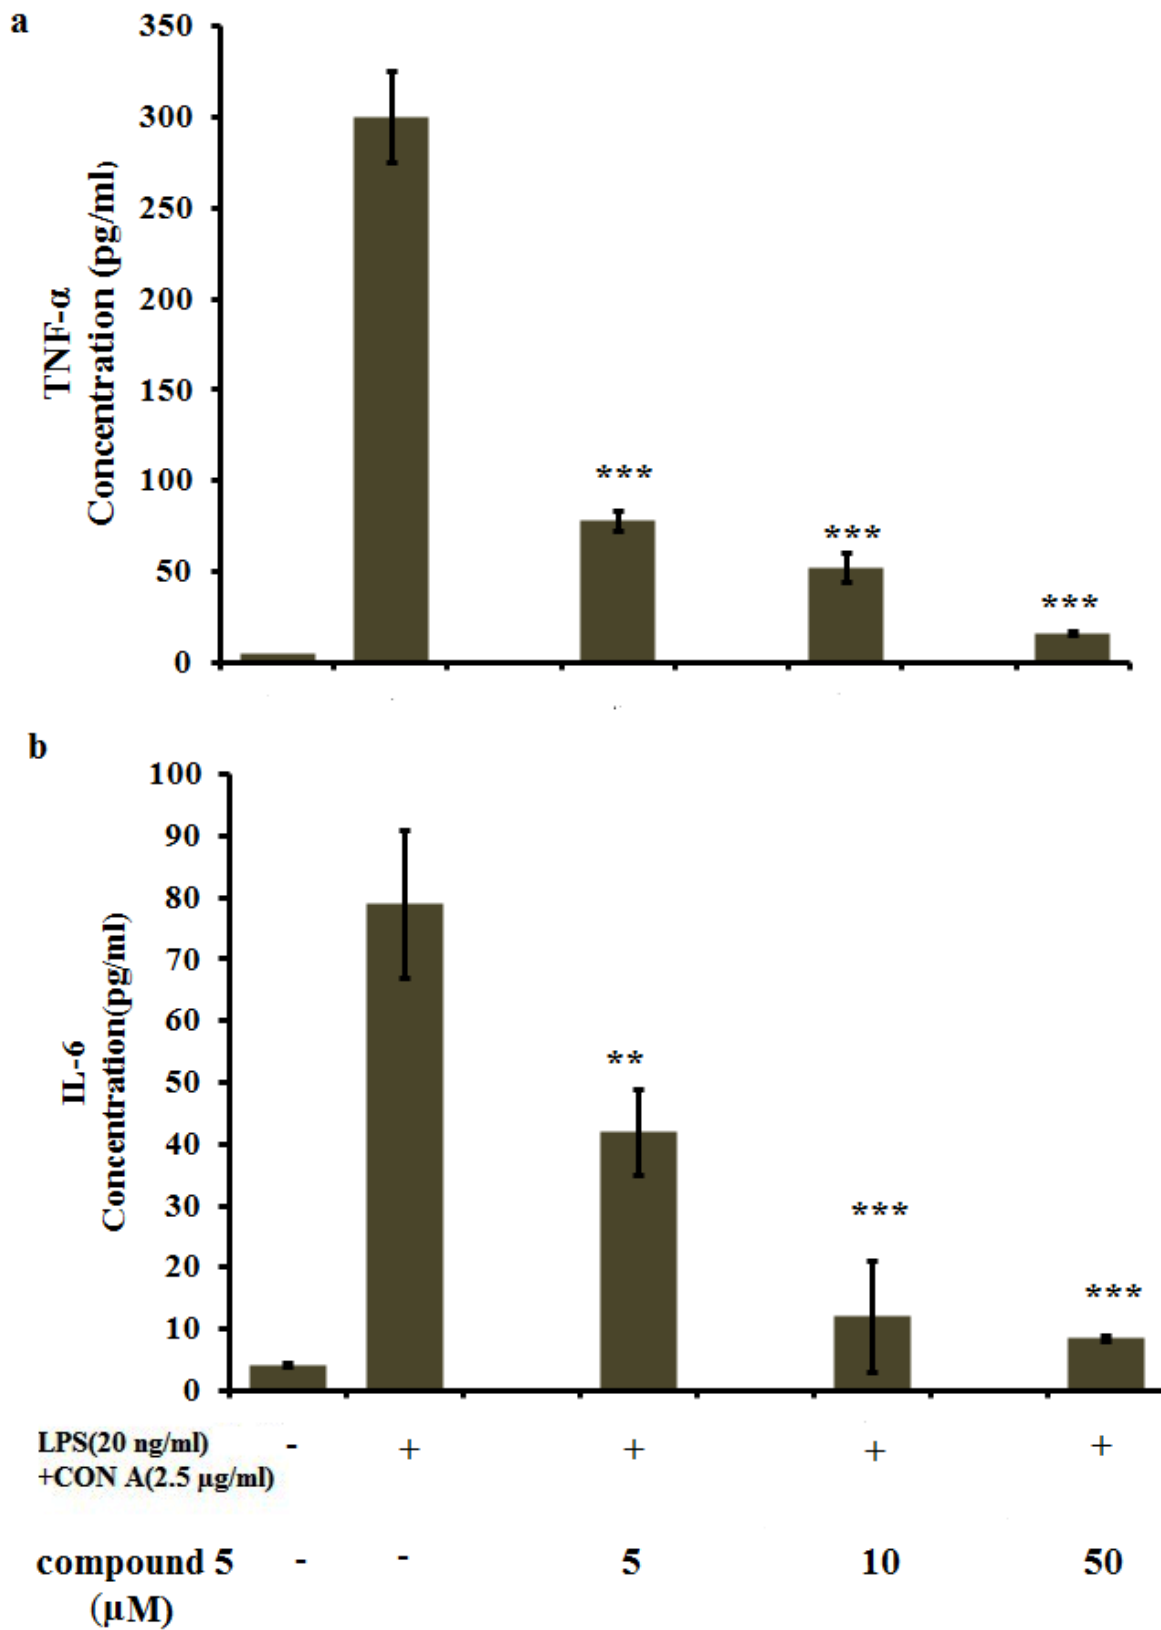 a
350
300
250
200
150
100
50
0
TNF-α
Concentration (pg/ml)
***
***
***
b
100
90
80
70
60
50
40
30
20
10
0
IL-6
Concentration(pg/ml)
**
***
***
LPS(20 ng/ml) - + + + +
+CON A(2.5 µg/ml)
compound 5 - - 5 10 50
(µM)